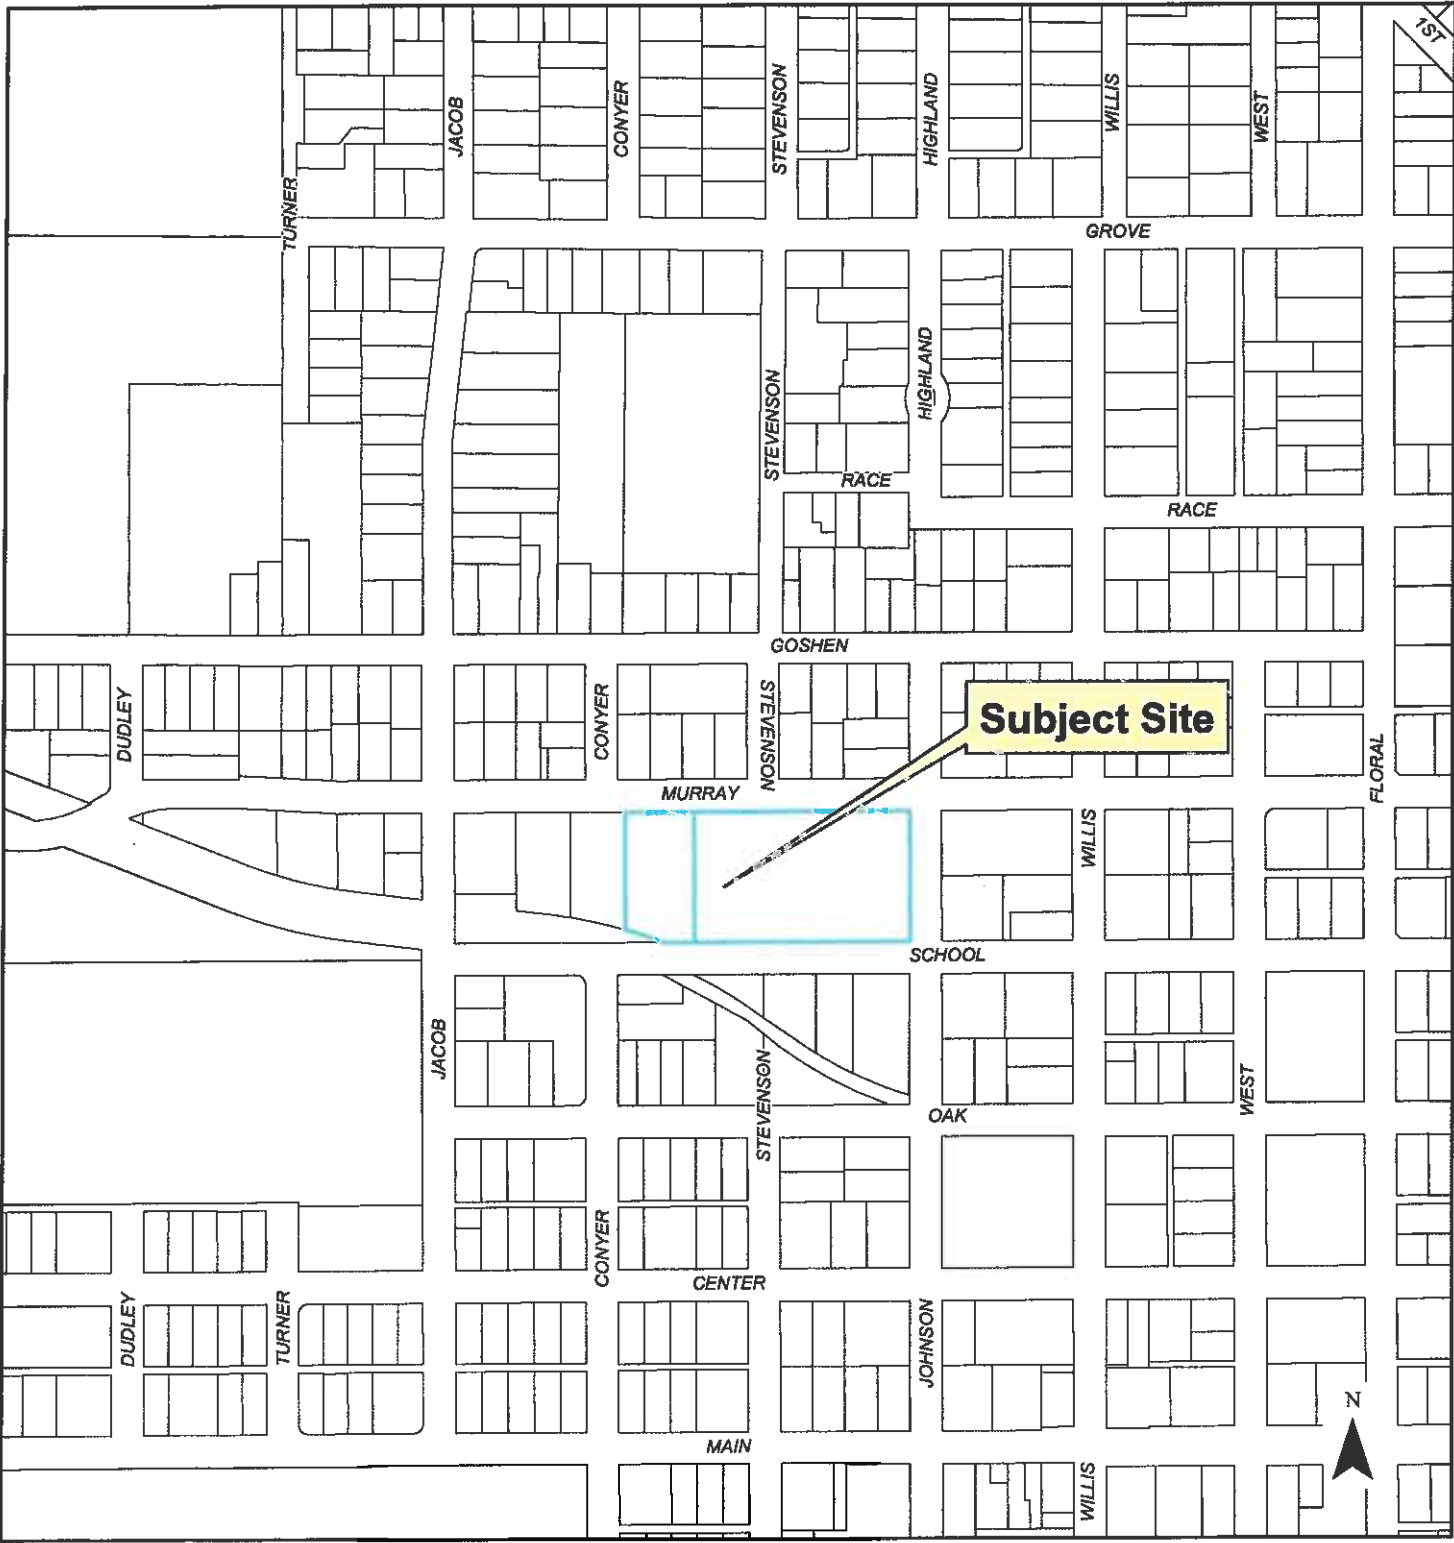 1ST
JACOB
CONYER
STEVENSON
HIGHLAND
WILLIS
WEST
TURNER
GROVE
STEVENSON
HIGHLAND
RACE
RACE
GOSHEN
DUDLEY
CONYER
STEVENSON
Subject Site
FLORAL
MURRAY
WILLIS
SCHOOL
JACOB
STEVENSON
WEST
OAK
CONYER
CENTER
DUDLEY
TURNER
JOHNSON
N
MAIN
WILLIS